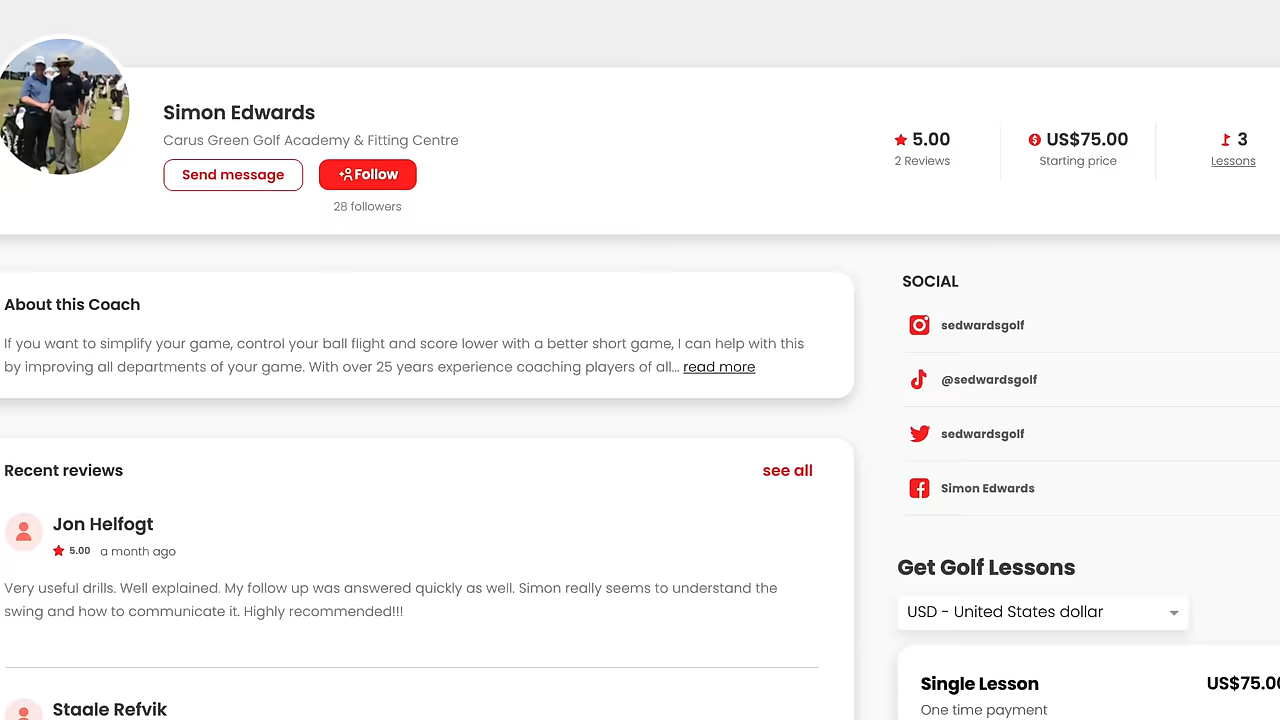 Simon Edwards
Carus Green Golf Academy & Fitting Centre
Send message
Follow
28 followers
5.00
2 Reviews
US$75.00
Starting price
3
Lessons
About this Coach
If you want to simplify your game, control your ball flight and score lower with a better short game, I can help with this
by improving all departments of your game. With over 25 years experience coaching players of all... read more
Recent reviews
see all
Jon Helfogt
5.00 a month ago
Very useful drills. Well explained. My follow up was answered quickly as well. Simon really seems to understand the
swing and how to communicate it. Highly recommended!!!
Staale Refvik
SOCIAL
sedwardsgolf
@sedwardsgolf
sedwardsgolf
Simon Edwards
Get Golf Lessons
USD - United States dollar
Single Lesson
US$75.00
One time payment